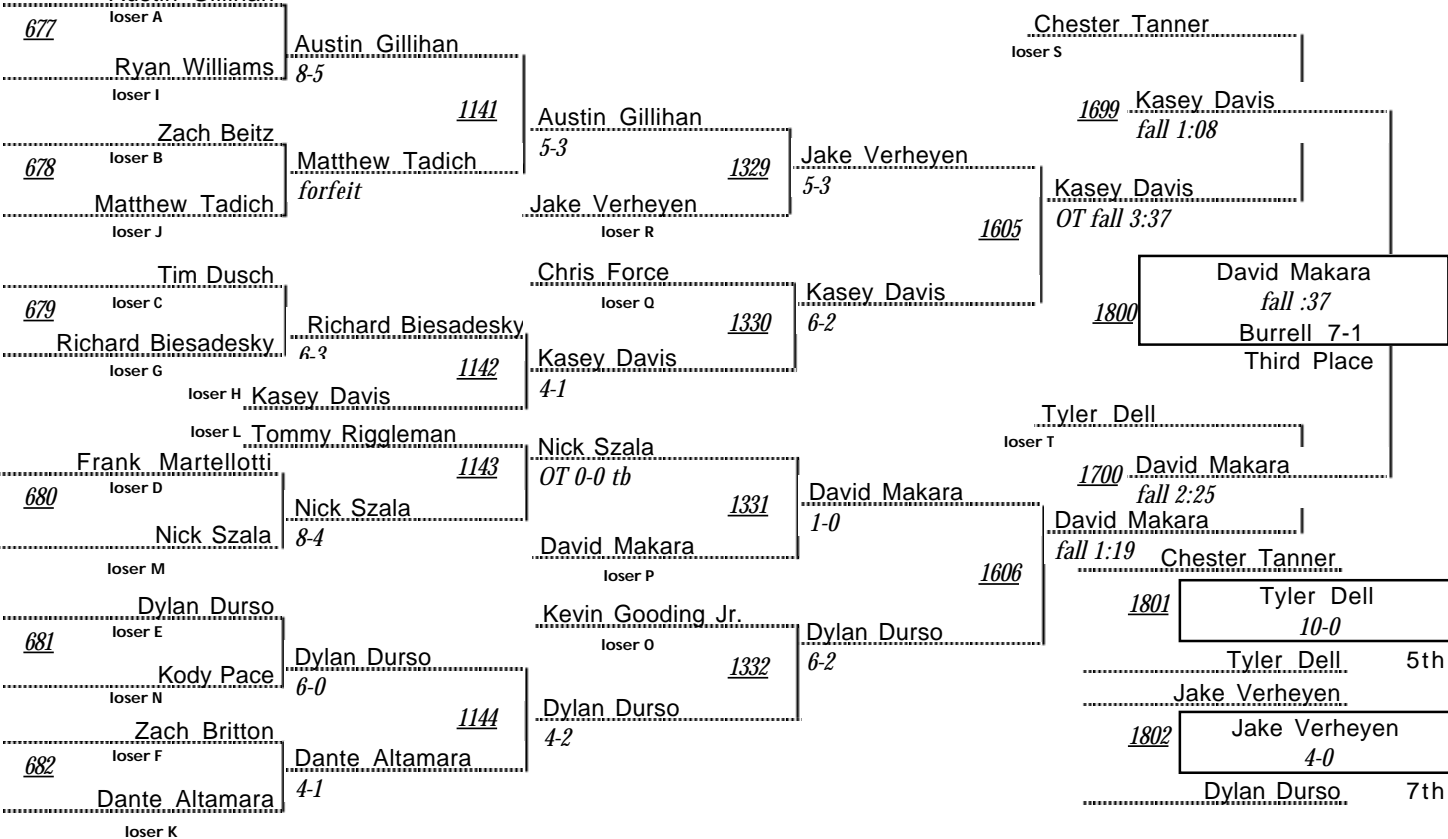 loser A
677
Ryan Williams
loser I
Austin Gillihan
8-5
1141
Zach Beitz
678
loser B
Matthew Tadich
loser J
Matthew Tadich
forfeit
Austin Gillihan
5-3
1329
Jake Verheyen
loser R
Jake Verheyen
5-3
1605
Tim Dusch
679
loser C
Richard Biesadesky
loser G
Richard Biesadesky
6-3
1142
loser H Kasey Davis
Chris Force
loser Q
1330
Kasey Davis
4-1
Kasey Davis
6-2
Chester Tanner
loser S
1699 Kasey Davis
fall 1:08
Kasey Davis
OT fall 3:37
1800
David Makara
fall :37
Burrell 7-1
Third Place
loser L Tommy Riggleman
Frank Martellotti
680
loser D
Nick Szala
loser M
Nick Szala
8-4
1143
Nick Szala
OT 0-0 tb
1331
David Makara
loser P
David Makara
1-0
1606
Dylan Durso
681
loser E
Kody Pace
loser N
Dylan Durso
6-0
1144
Zach Britton
682
loser F
Dante Altamara
loser K
Dante Altamara
4-1
Kevin Gooding Jr.
loser O
1332
Dylan Durso
4-2
Dylan Durso
6-2
Tyler Dell
loser T
1700 David Makara
fall 2:25
David Makara
fall 1:19
Chester Tanner
1801
Tyler Dell
10-0
Tyler Dell 5th
Jake Verheyen
1802
Jake Verheyen
4-0
Dylan Durso 7th